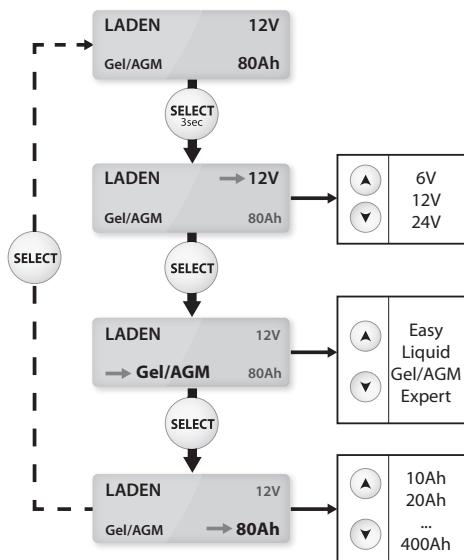 LADEN 12V
Gel/AGM 80Ah
SELECT
3sec
LADEN 12V
Gel/AGM 80Ah
6V
12V
24V
SELECT
SELECT
LADEN 12V
Gel/AGM 80Ah
Easy
Liquid
Gel/AGM
Expert
SELECT
LADEN 12V
Gel/AGM 80Ah
10Ah
20Ah
...
400Ah